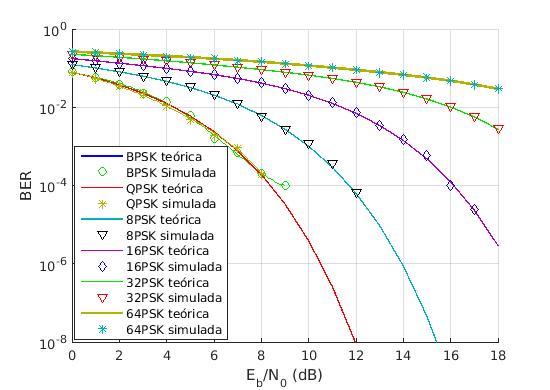 10^0
10^-2
10^-4
10^-6
10^-8
BER
BPSK teórica
BPSK Simulada
QPSK teórica
QPSK simulada
8PSK teórica
8PSK simulada
16PSK teórica
16PSK simulada
32PSK teórica
32PSK simulada
64PSK teórica
64PSK simulada
0 2 4 6 8 10 12 14 16 18
E_b/N_0 (dB)